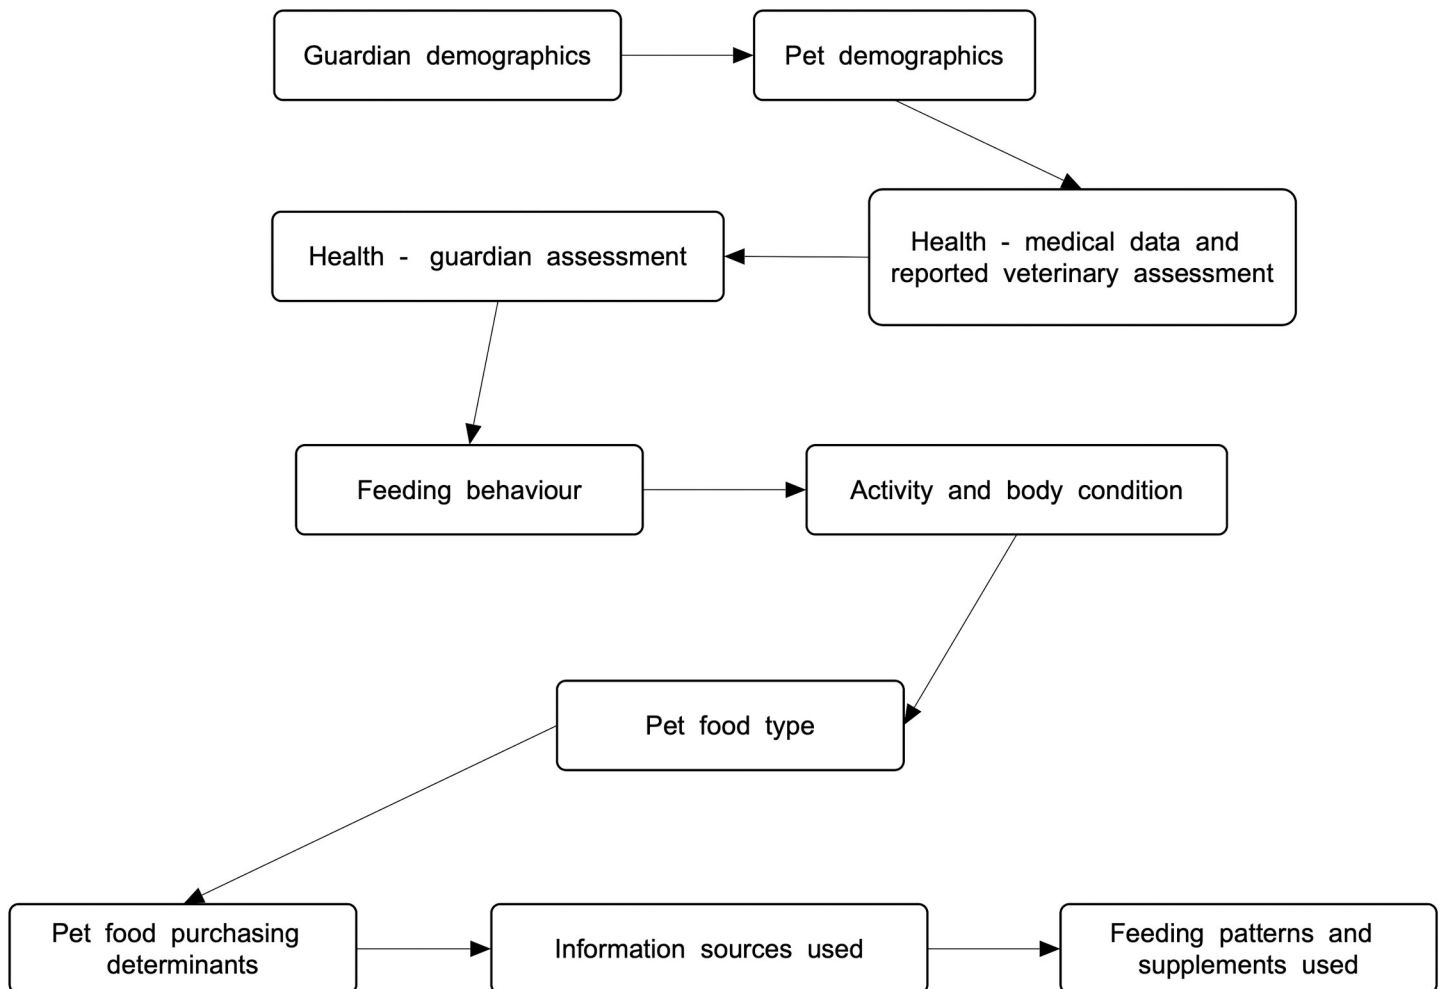 Guardian demographics
Pet demographics
Health - medical data and
reported veterinary assessment
Health - guardian assessment
Feeding behaviour
Activity and body condition
Pet food type
Pet food purchasing
determinants
Information sources used
Feeding patterns and
supplements used